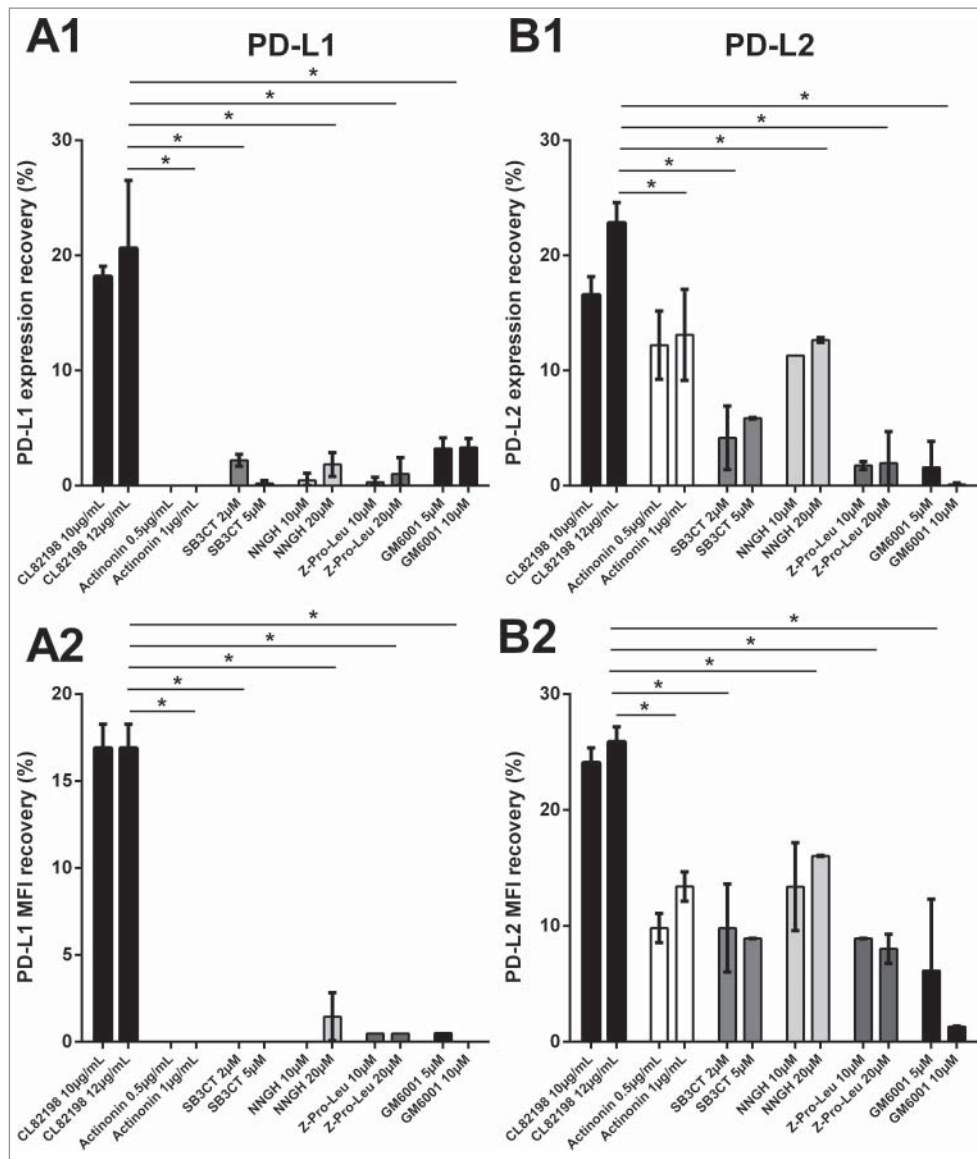 A1
PD-L1
*
*
*
*
*
PD-L1 expression recovery (%)
30
20
10
0
CL82198 10µg/mL
CL82198 12µg/mL
Actinonin 0.5µg/mL
Actinonin 1µg/mL
SB3CT 2µM
SB3CT 5µM
NNGH 10µM
NNGH 20µM
Z-Pro-Leu 10µM
Z-Pro-Leu 20µM
GM6001 5µM
GM6001 10µM
B1
PD-L2
*
*
*
*
*
PD-L2 expression recovery (%)
30
20
10
0
CL82198 10µg/mL
CL82198 12µg/mL
Actinonin 0.5µg/mL
Actinonin 1µg/mL
SB3CT 2µM
SB3CT 5µM
NNGH 10µM
NNGH 20µM
Z-Pro-Leu 10µM
Z-Pro-Leu 20µM
GM6001 5µM
GM6001 10µM
A2
*
*
*
*
*
PD-L1 MFI recovery (%)
20
15
10
5
0
CL82198 10µg/mL
CL82198 12µg/mL
Actinonin 0.5µg/mL
Actinonin 1µg/mL
SB3CT 2µM
SB3CT 5µM
NNGH 10µM
NNGH 20µM
Z-Pro-Leu 10µM
Z-Pro-Leu 20µM
GM6001 5µM
GM6001 10µM
B2
*
*
*
*
*
PD-L2 MFI recovery (%)
30
20
10
0
CL82198 10µg/mL
CL82198 12µg/mL
Actinonin 0.5µg/mL
Actinonin 1µg/mL
SB3CT 2µM
SB3CT 5µM
NNGH 10µM
NNGH 20µM
Z-Pro-Leu 10µM
Z-Pro-Leu 20µM
GM6001 5µM
GM6001 10µM